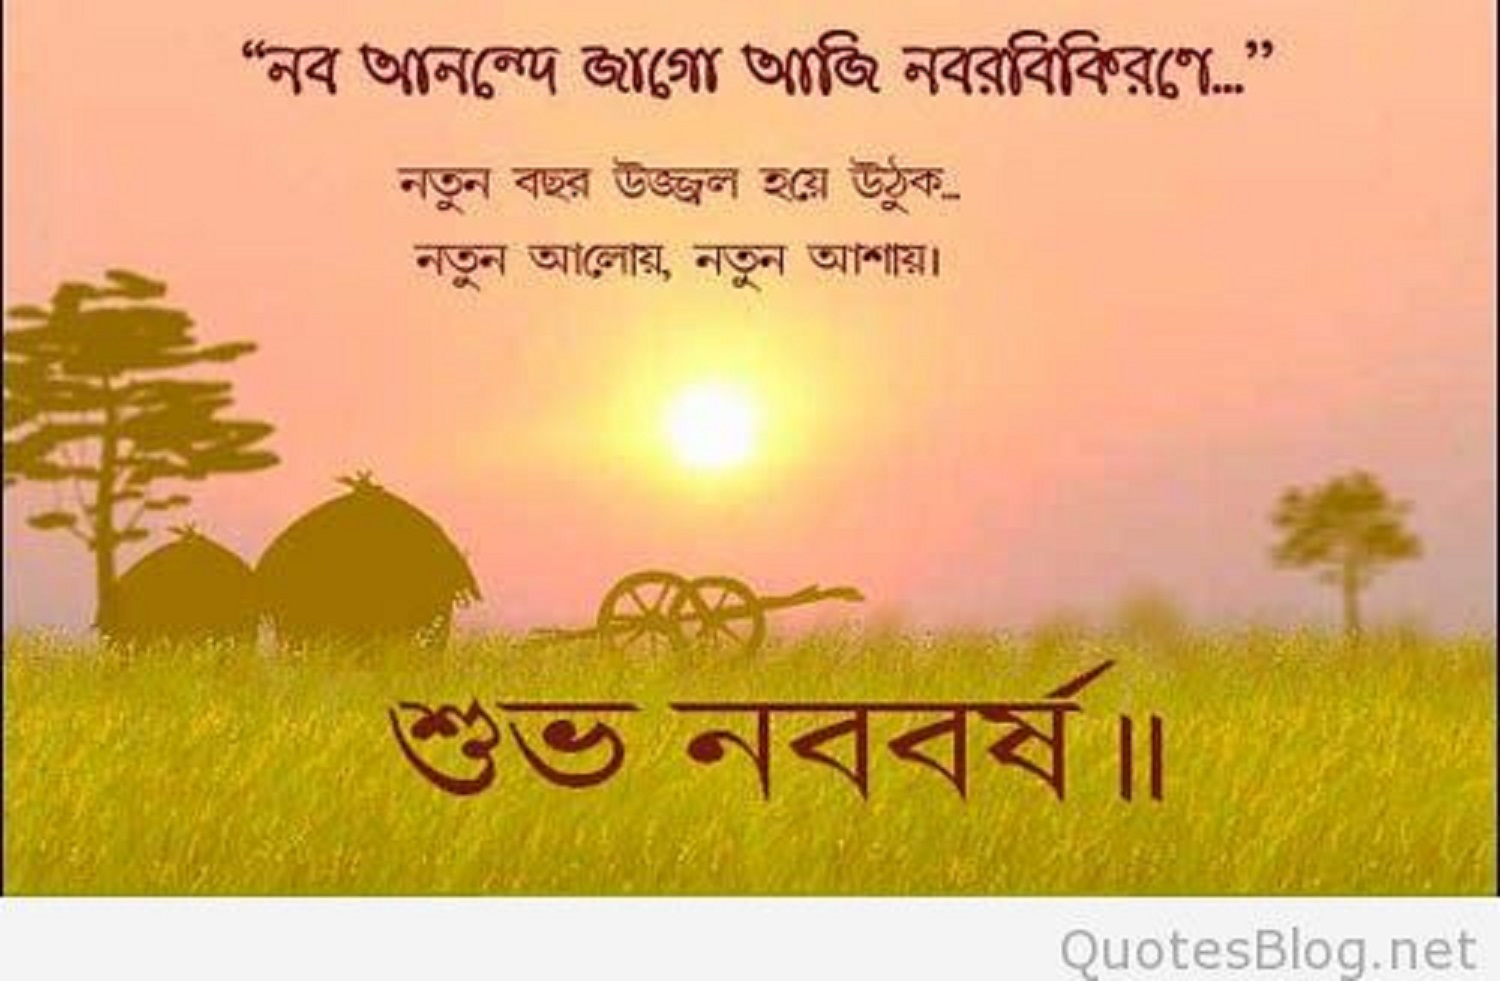 “নব আনন্দে জাগো আজি নবরবিকিরণে...”
নতুন বছর উজ্জ্বল হয়ে উঠুক...
নতুন আলোয়, নতুন আশায়।
শুভ নববর্ষ॥
QuotesBlog.net